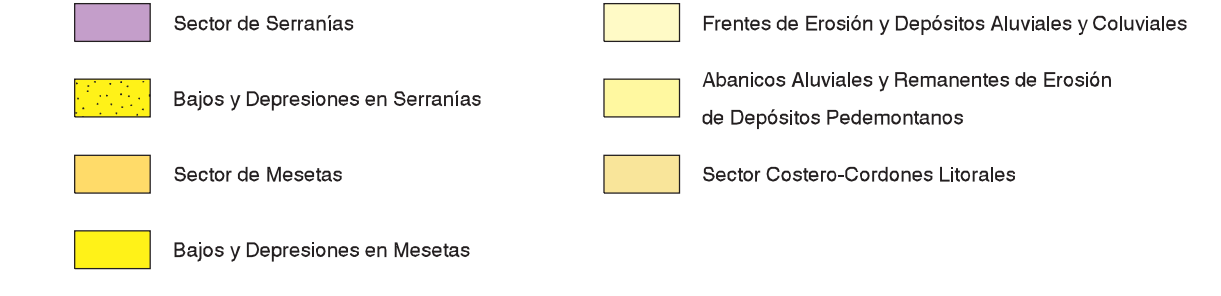 Sector de Serranías
Bajos y Depresiones en Serranías
Sector de Mesetas
Bajos y Depresiones en Mesetas
Frentes de Erosión y Depósitos Aluviales y Coluviales
Abanicos Aluviales y Remanentes de Erosión
de Depósitos Pedemontanos
Sector Costero-Cordones Litorales